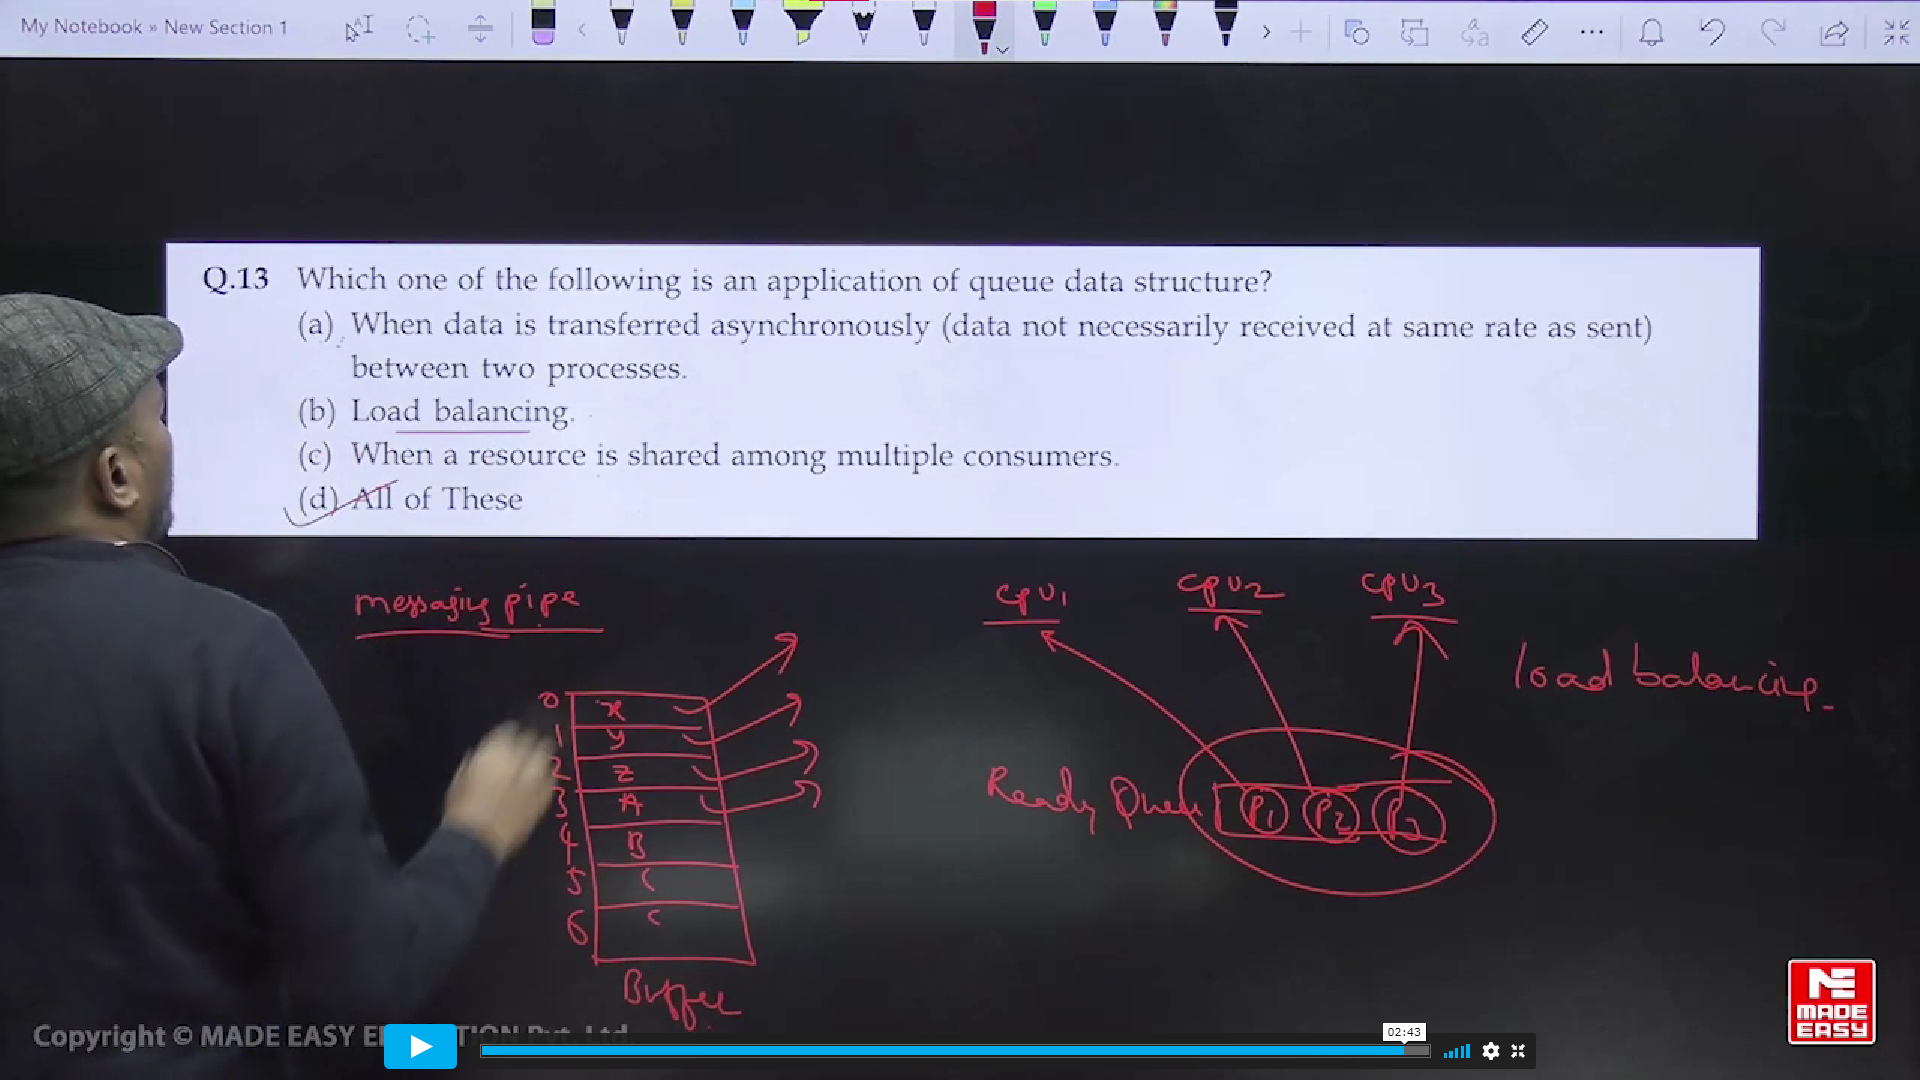 My Notebook » New Section 1
Q.13 Which one of the following is an application of queue data structure?
(a) When data is transferred asynchronously (data not necessarily received at same rate as sent)
between two processes.
(b) Load balancing.
(c) When a resource is shared among multiple consumers.
(d) All of These
messaging pipe
CPU1 CPU2 CPU3
load balancing
0 x
1 y
2 z
3 A
4 B
5 C
6 C
Ready Queue P1 P2 P3
Buffer
MADE EASY
Copyright © MADE EASY E TION Pvt. Ltd.
02:43